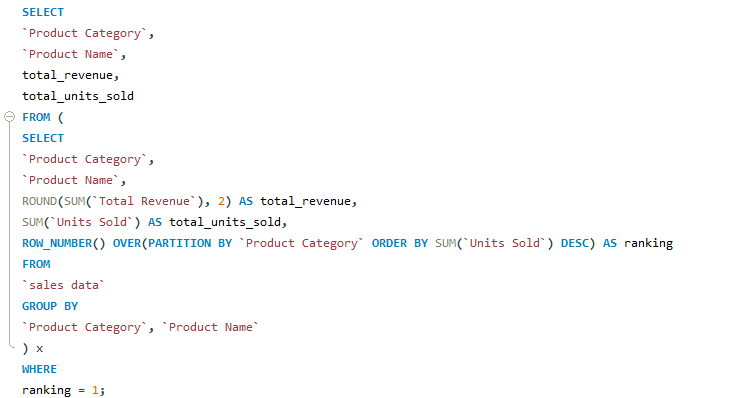 SELECT
`Product Category`,
`Product Name`,
total_revenue,
total_units_sold
FROM (
SELECT
`Product Category`,
`Product Name`,
ROUND(SUM(`Total Revenue`), 2) AS total_revenue,
SUM(`Units Sold`) AS total_units_sold,
ROW_NUMBER() OVER(PARTITION BY `Product Category` ORDER BY SUM(`Units Sold`) DESC) AS ranking
FROM
`sales data`
GROUP BY
`Product Category`, `Product Name`
) x
WHERE
ranking = 1;